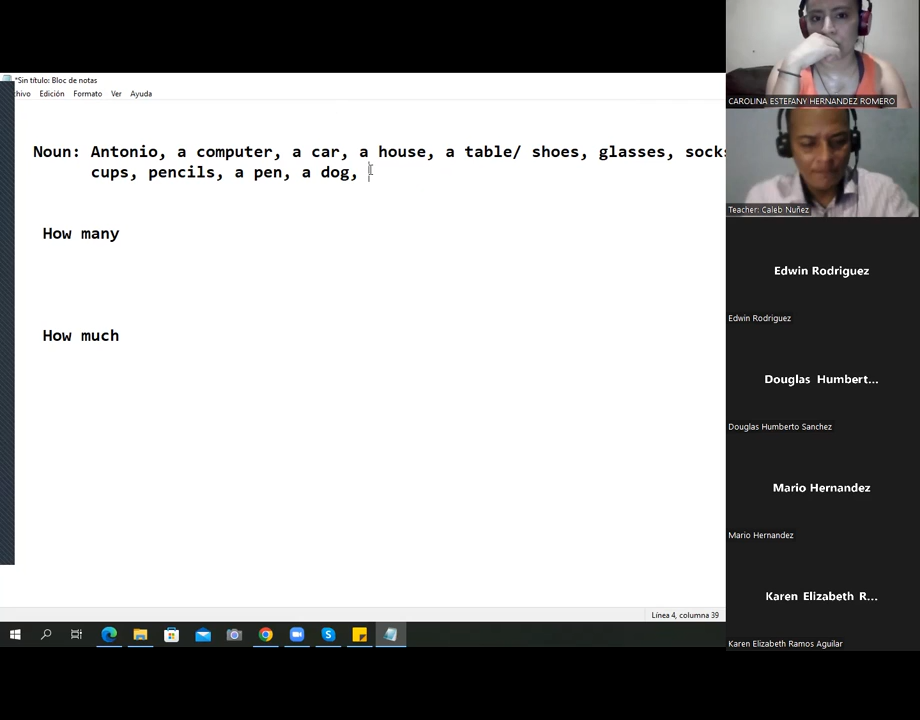 *Sin título: Bloc de notas
hivo Edición Formato Ver Ayuda
Noun: Antonio, a computer, a car, a house, a table/ shoes, glasses, socks
cups, pencils, a pen, a dog,
How many
How much
Línea 4, columna 39
CAROLINA ESTEFANY HERNANDEZ ROMERO
Teacher: Caleb Nuñez
Edwin Rodriguez
Edwin Rodriguez
Douglas Humbert...
Douglas Humberto Sanchez
Mario Hernandez
Mario Hernandez
Karen Elizabeth R...
Karen Elizabeth Ramos Aguilar